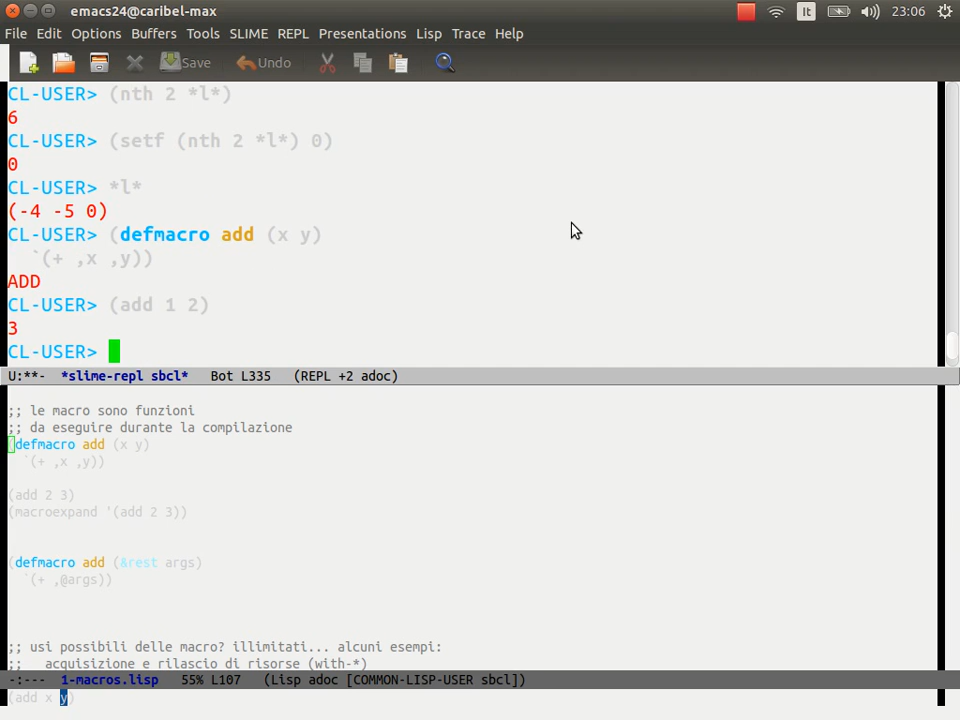 emacs24@caribel-max
It
23:06
File Edit Options Buffers Tools SLIME REPL Presentations Lisp Trace Help
Save Undo
CL-USER> (nth 2 *l*)
6
CL-USER> (setf (nth 2 *l*) 0)
0
CL-USER> *l*
(-4 -5 0)
CL-USER> (defmacro add (x y)
`(+ ,x ,y))
ADD
CL-USER> (add 1 2)
3
CL-USER>
U:**- *slime-repl sbcl* Bot L335 (REPL +2 adoc)
;; le macro sono funzioni
;; da eseguire durante la compilazione
(defmacro add (x y)
`(+ ,x ,y))
(add 2 3)
(macroexpand '(add 2 3))
(defmacro add (&rest args)
`(+ ,@args))
;; usi possibili delle macro? illimitati... alcuni esempi:
;; acquisizione e rilascio di risorse (with-*)
-:--- 1-macros.lisp 55% L107 (Lisp adoc [COMMON-LISP-USER sbcl])
(add x y)